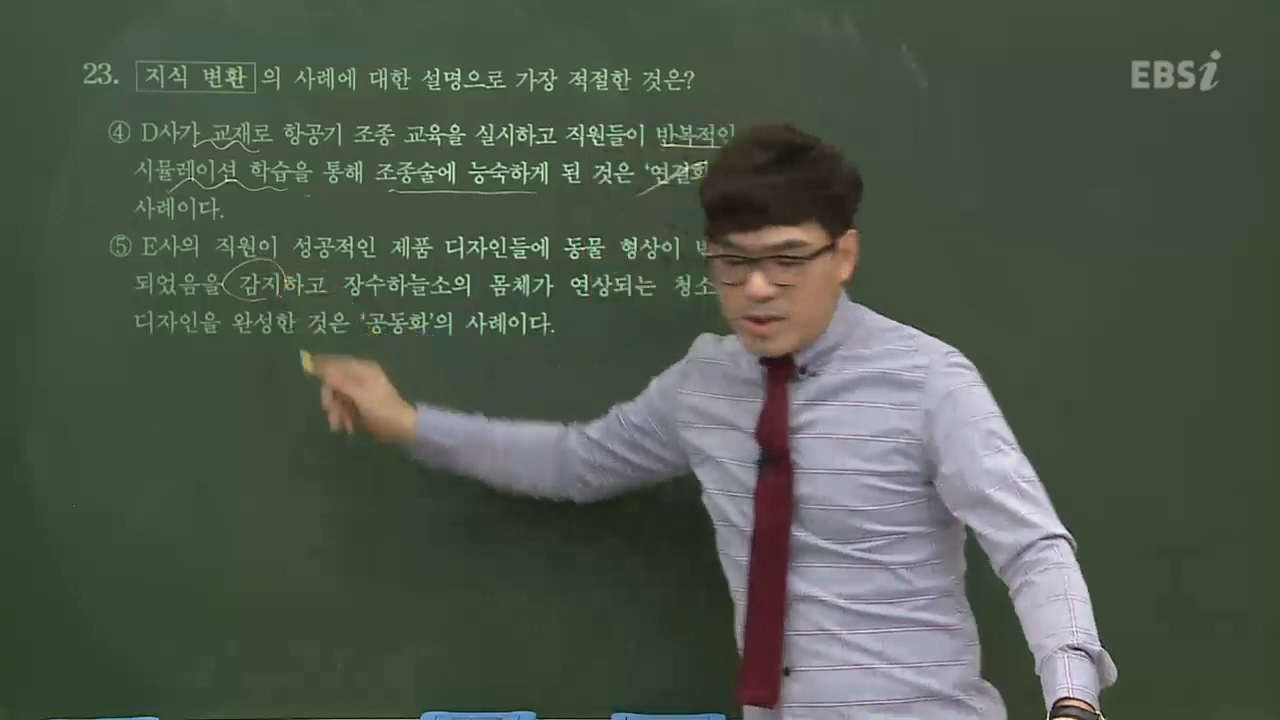 EBSi
23. 지식 변환 의 사례에 대한 설명으로 가장 적절한 것은?
④ D사가 교재로 항공기 조종 교육을 실시하고 직원들이 반복적인
시뮬레이션 학습을 통해 조종술에 능숙하게 된 것은 ‘연결화
사례이다.
⑤ E사의 직원이 성공적인 제품 디자인들에 동물 형상이
되었음을 감지하고 장수하늘소의 몸체가 연상되는 청소
디자인을 완성한 것은 ‘공동화’의 사례이다.